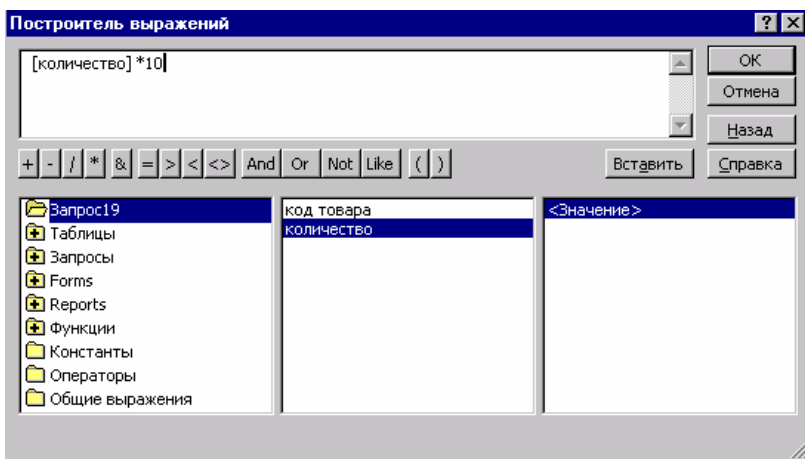 Построитель выражений
[количество] *10
ОК
Отмена
Назад
+ - / * & = > < <> And Or Not Like ( )
Вставить
Справка
Запрос19
Таблицы
Запросы
Forms
Reports
Функции
Константы
Операторы
Общие выражения
код товара
количество
<Значение>